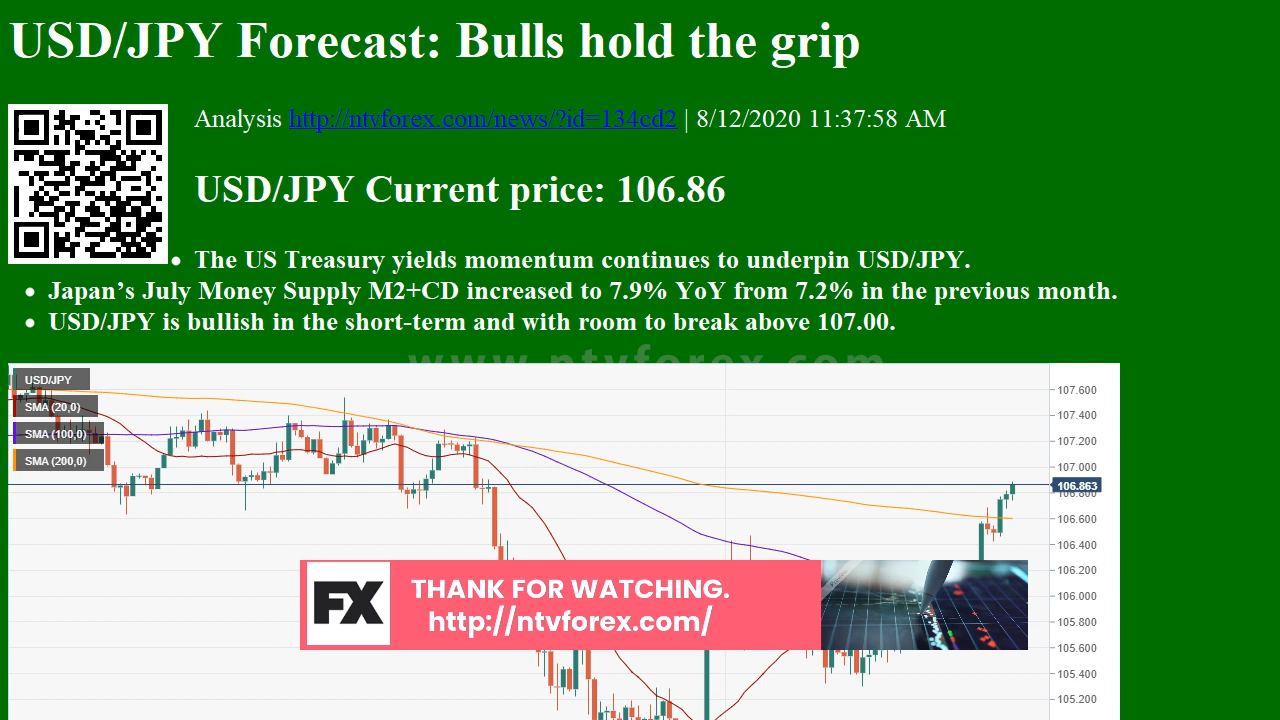 USD/JPY Forecast: Bulls hold the grip
Analysis http://ntvforex.com/news/?id=134cd2 | 8/12/2020 11:37:58 AM
USD/JPY Current price: 106.86
• The US Treasury yields momentum continues to underpin USD/JPY.
• Japan’s July Money Supply M2+CD increased to 7.9% YoY from 7.2% in the previous month.
• USD/JPY is bullish in the short-term and with room to break above 107.00.
www.ntvforex.com
USD/JPY
SMA (20,0)
SMA (100,0)
SMA (200,0)
107.600
107.400
107.200
107.000
106.863
106.800
106.600
106.400
106.200
106.000
105.800
105.600
105.400
105.200
FX
THANK FOR WATCHING.
http://ntvforex.com/